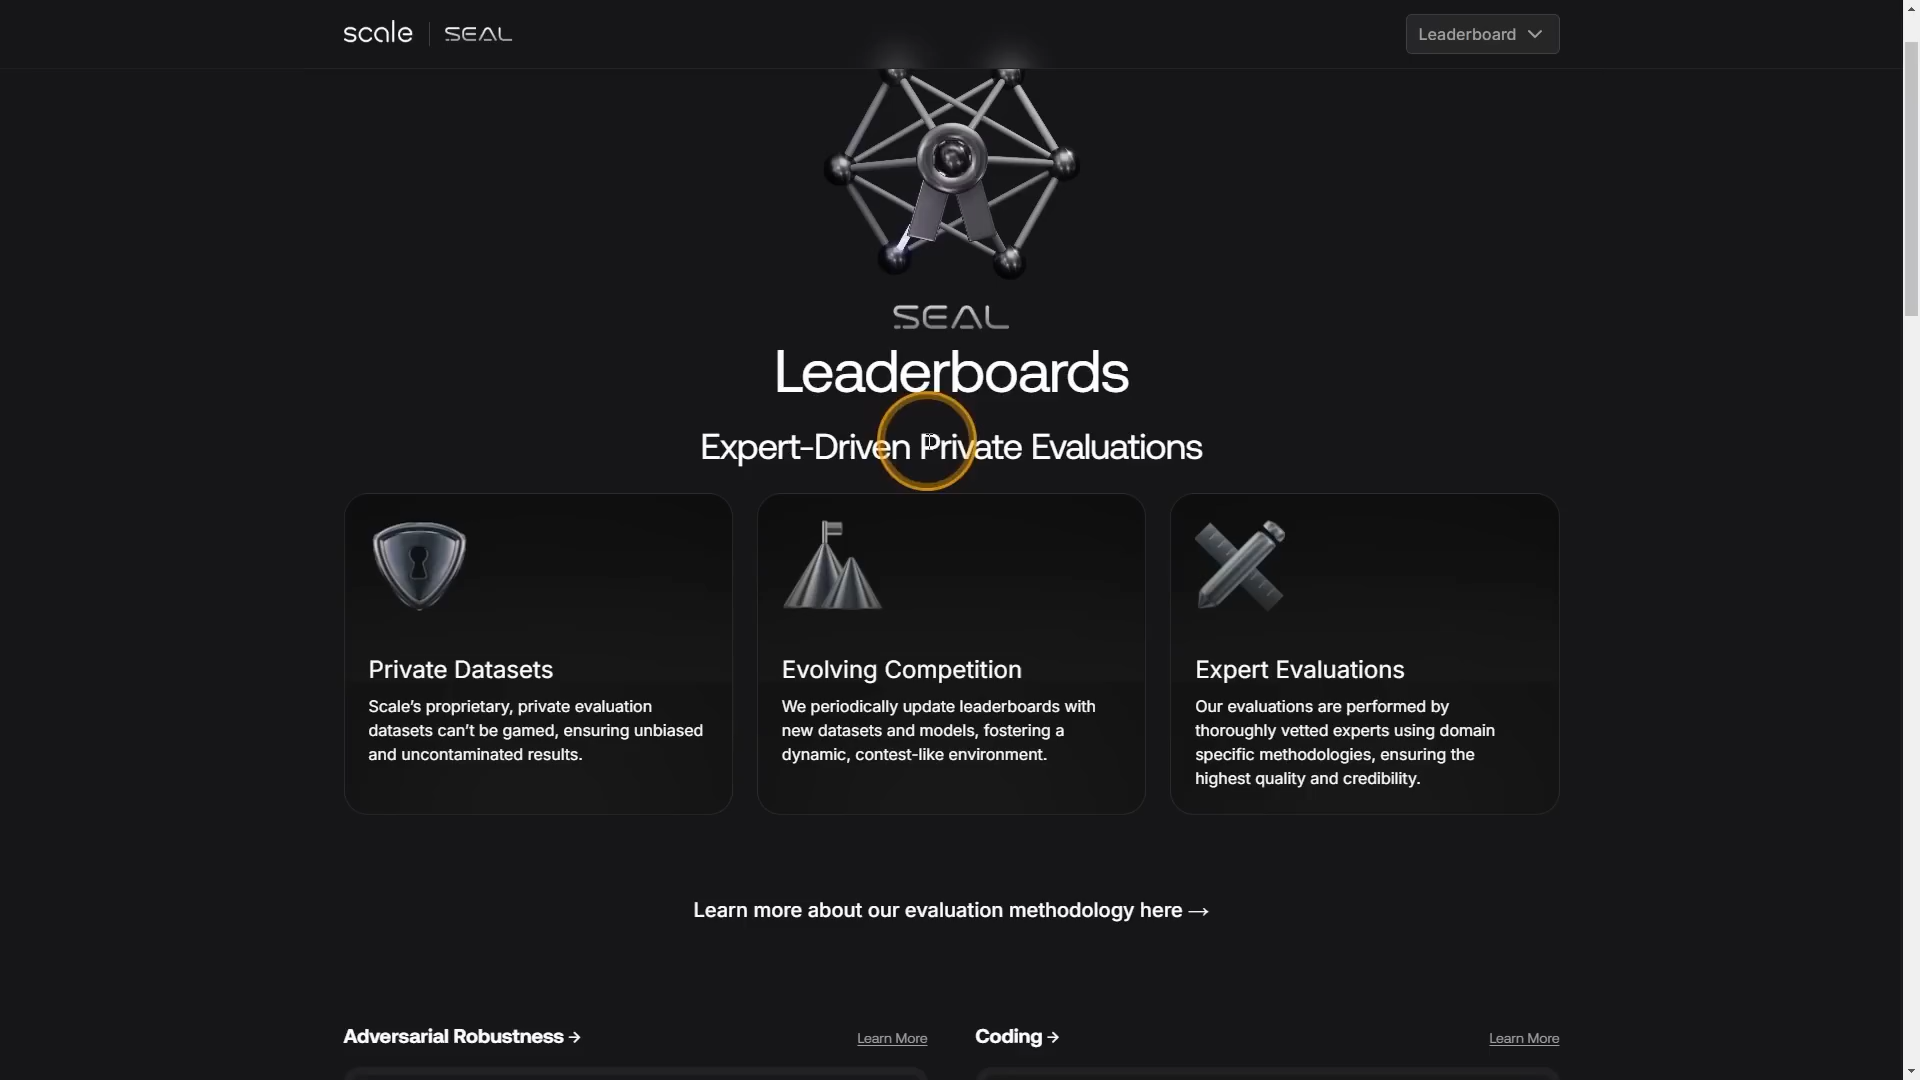 scale
SEAL
Leaderboard
SEAL
Leaderboards
Expert-Driven Private Evaluations
Private Datasets
Scale’s proprietary, private evaluation
datasets can’t be gamed, ensuring unbiased
and uncontaminated results.
Evolving Competition
We periodically update leaderboards with
new datasets and models, fostering a
dynamic, contest-like environment.
Expert Evaluations
Our evaluations are performed by
thoroughly vetted experts using domain
specific methodologies, ensuring the
highest quality and credibility.
Learn more about our evaluation methodology here →
Adversarial Robustness →
Learn More
Coding →
Learn More